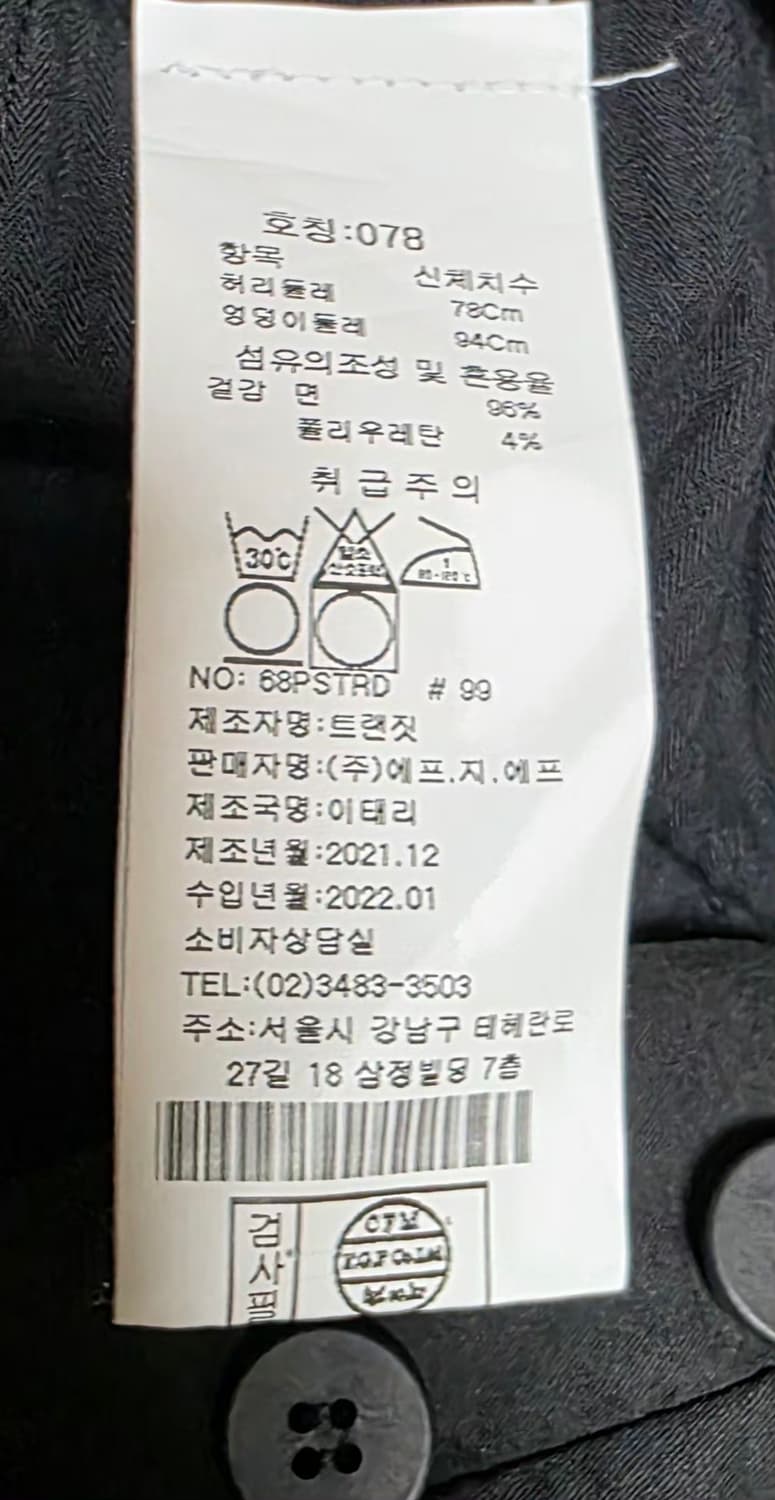 호칭:078
항목 신체치수
허리둘레 78Cm
엉덩이둘레 94Cm
섬유의조성 및 혼용율
겉감 면 96%
폴리우레탄 4%
취급주의
30℃
1
80-120℃
NO: 68PSTRD # 99
제조자명:트랜짓
판매자명:(주)에프.지.에프
제조국명:이태리
제조년월:2021.12
수입년월:2022.01
소비자상담실
TEL:(02)3483-3503
주소:서울시 강남구 테헤란로
27길 18 삼정빌딩 7층
검사필